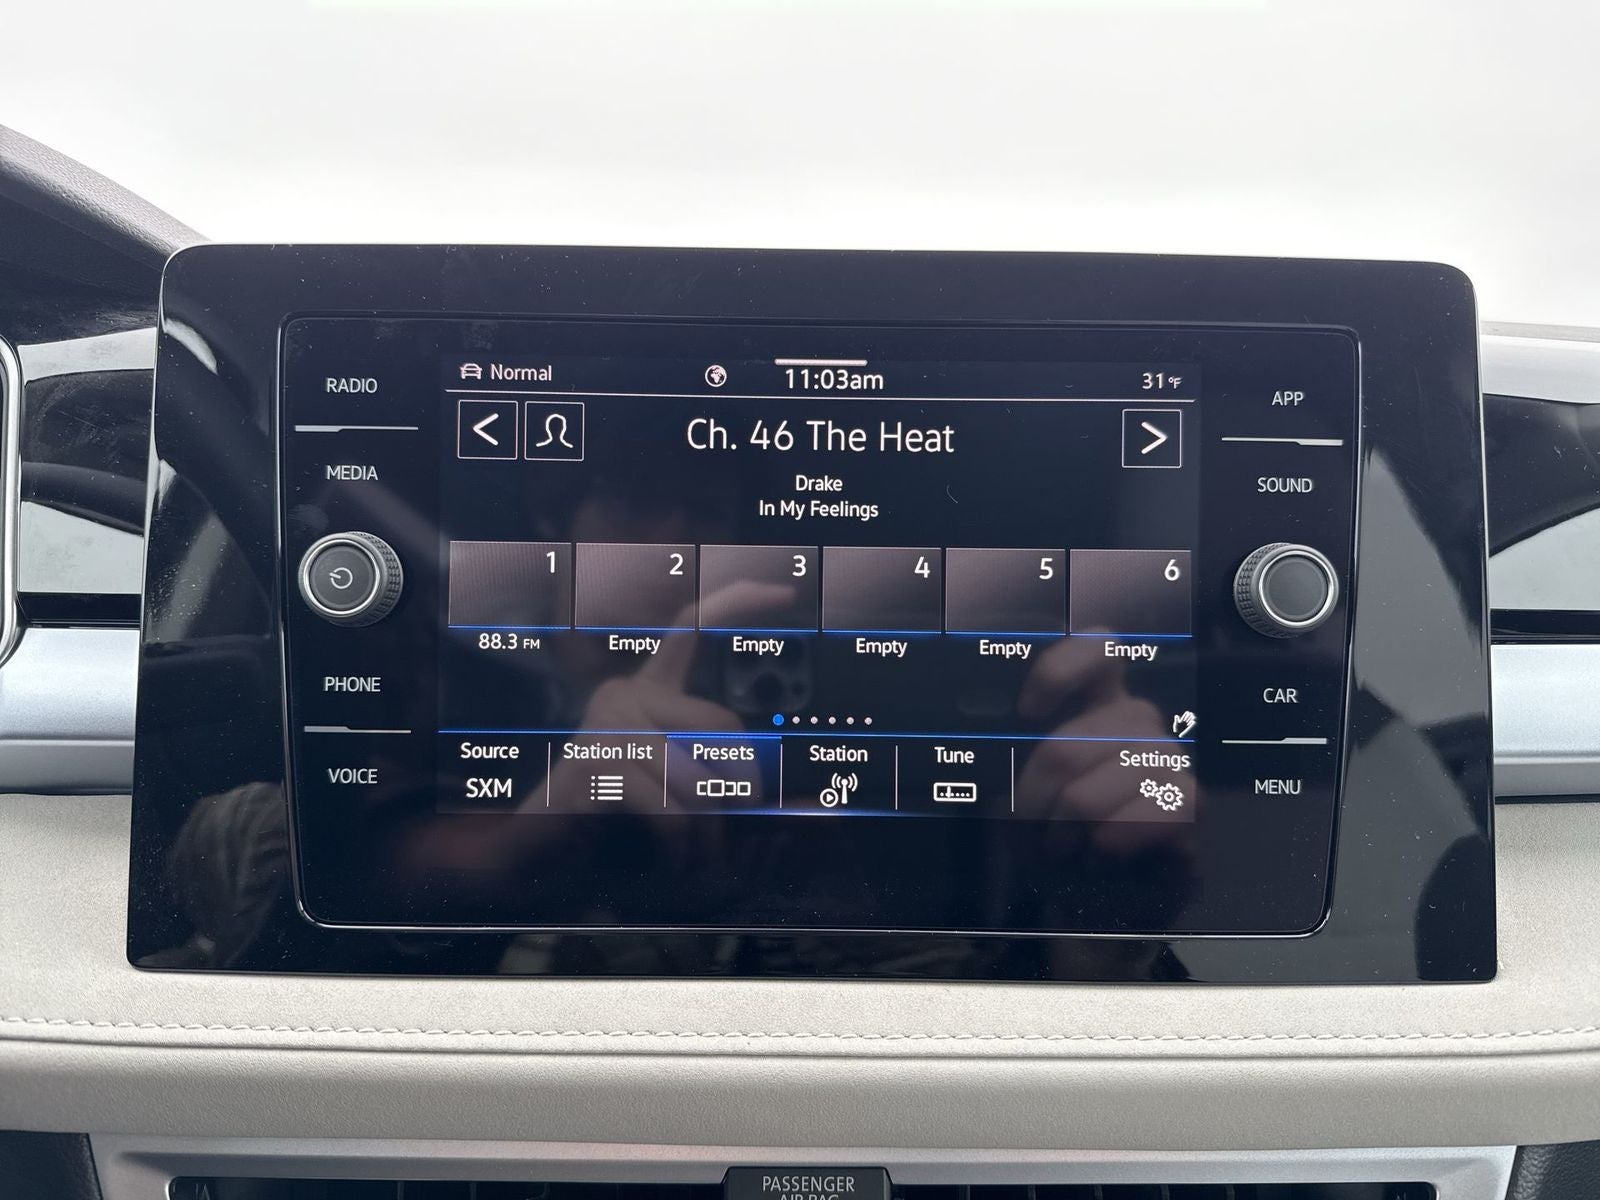 RADIO
MEDIA
PHONE
VOICE
Normal
11:03am
31°F
Ch. 46 The Heat
Drake
In My Feelings
1
2
3
4
5
6
88.3 FM
Empty
Empty
Empty
Empty
Empty
Source
SXM
Station list
Presets
Station
Tune
Settings
APP
SOUND
CAR
MENU
PASSENGER
AIR BAG